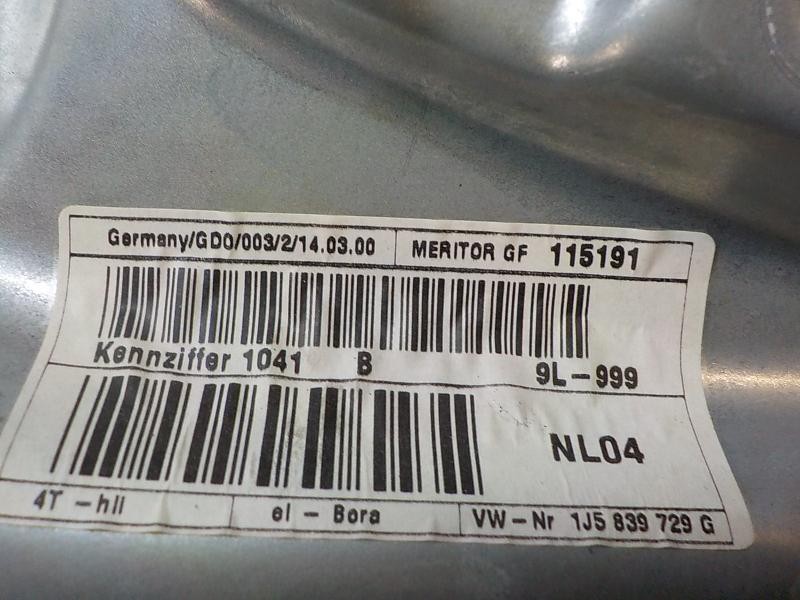 Germany/GD0/003/2/14.03.00 MERITOR GF 115191
Kennziffer 1041 B 9L-999
NL04
4T -hli el - Bora VW-Nr 1J5 839 729 G